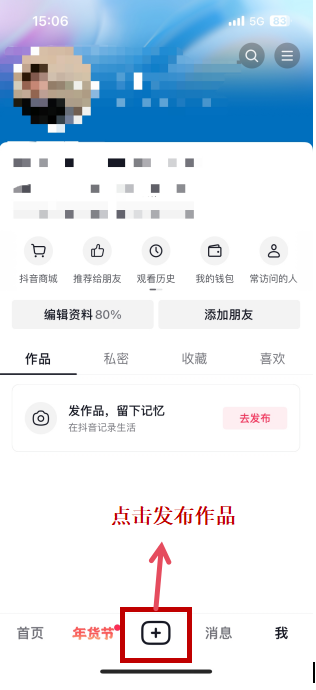 15:06
5G 83
抖音商城 推荐给朋友 观看历史 我的钱包 常访问的人
编辑资料 80% 添加朋友
作品 私密 收藏 喜欢
发作品，留下记忆
在抖音记录生活
去发布
点击发布作品
首页 年货节 消息 我